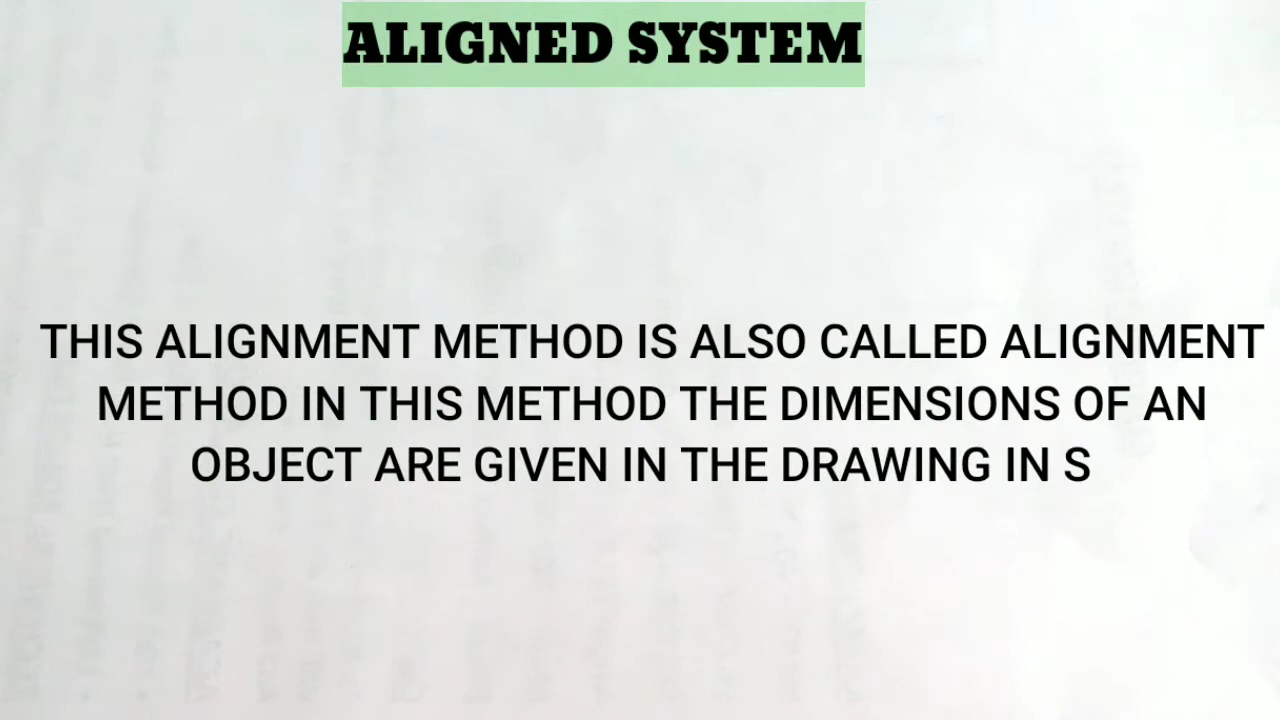 ALIGNED SYSTEM
THIS ALIGNMENT METHOD IS ALSO CALLED ALIGNMENT
METHOD IN THIS METHOD THE DIMENSIONS OF AN
OBJECT ARE GIVEN IN THE DRAWING IN S